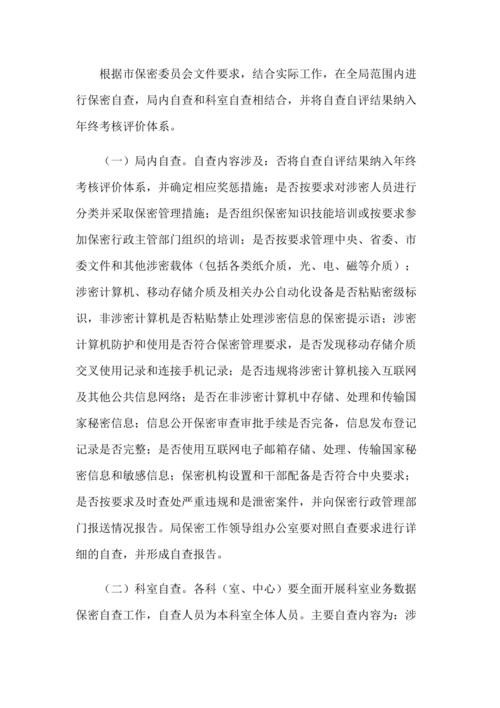 根据市保密委员会文件要求，结合实际工作，在全局范围内进
行保密自查，局内自查和科室自查相结合，并将自查自评结果纳入
年终考核评价体系。
（一）局内自查。自查内容涉及：否将自查自评结果纳入年终
考核评价体系，并确定相应奖惩措施；是否按要求对涉密人员进行
分类并采取保密管理措施；是否组织保密知识技能培训或按要求参
加保密行政主管部门组织的培训；是否按要求管理中央、省委、市
委文件和其他涉密载体（包括各类纸介质，光、电、磁等介质）；
涉密计算机、移动存储介质及相关办公自动化设备是否粘贴密级标
识，非涉密计算机是否粘贴禁止处理涉密信息的保密提示语；涉密
计算机防护和使用是否符合保密管理要求，是否发现移动存储介质
交叉使用记录和连接手机记录；是否违规将涉密计算机接入互联网
及其他公共信息网络；是否在非涉密计算机中存储、处理和传输国
家秘密信息；信息公开保密审查审批手续是否完备，信息发布登记
记录是否完整；是否使用互联网电子邮箱存储、处理、传输国家秘
密信息和敏感信息；保密机构设置和干部配备是否符合中央要求；
是否按要求及时查处严重违规和是泄密案件，并向保密行政管理部
门报送情况报告。局保密工作领导组办公室要对照自查要求进行详
细的自查，并形成自查报告。
（二）科室自查。各科（室、中心）要全面开展科室业务数据
保密自查工作，自查人员为本科室全体人员。主要自查内容为：涉